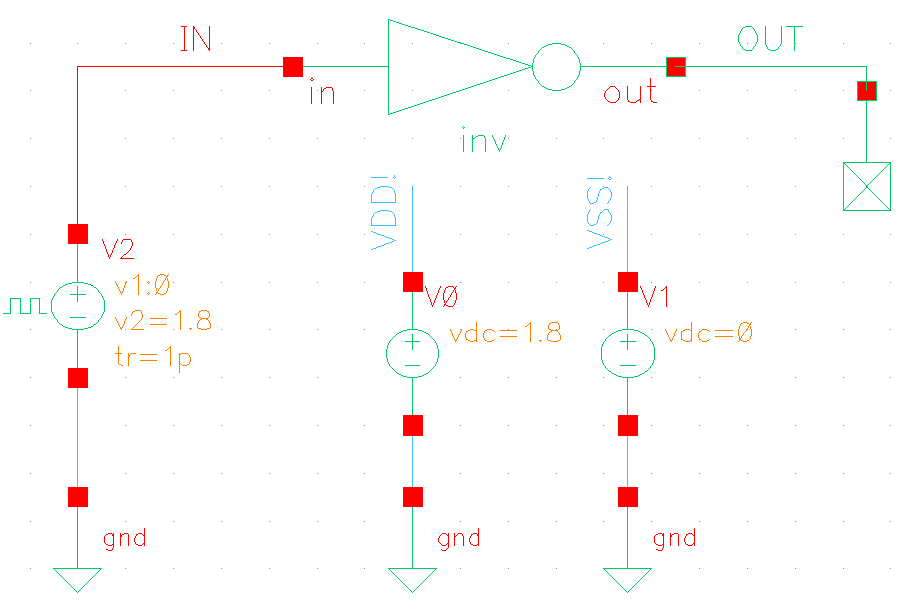 IN
OUT
in
out
inv
VDD!
VSS!
V2
v1:0
v2=1.8
tr=1p
V0
vdc=1.8
V1
vdc=0
gnd
gnd
gnd